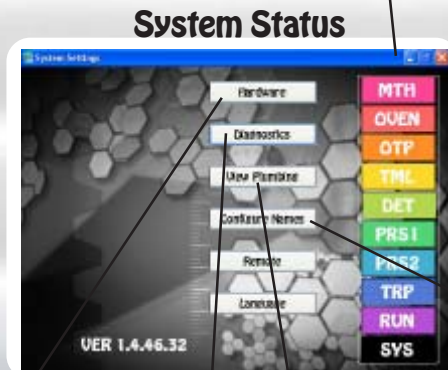 System Status
System Settings
Hardware
Diagnostics
View Plumbing
Configure Names
Remote
Language
VER 1.4.46.32
MTH
OVEN
OTP
TML
DET
PRS1
PRS2
TRP
RUN
SYS